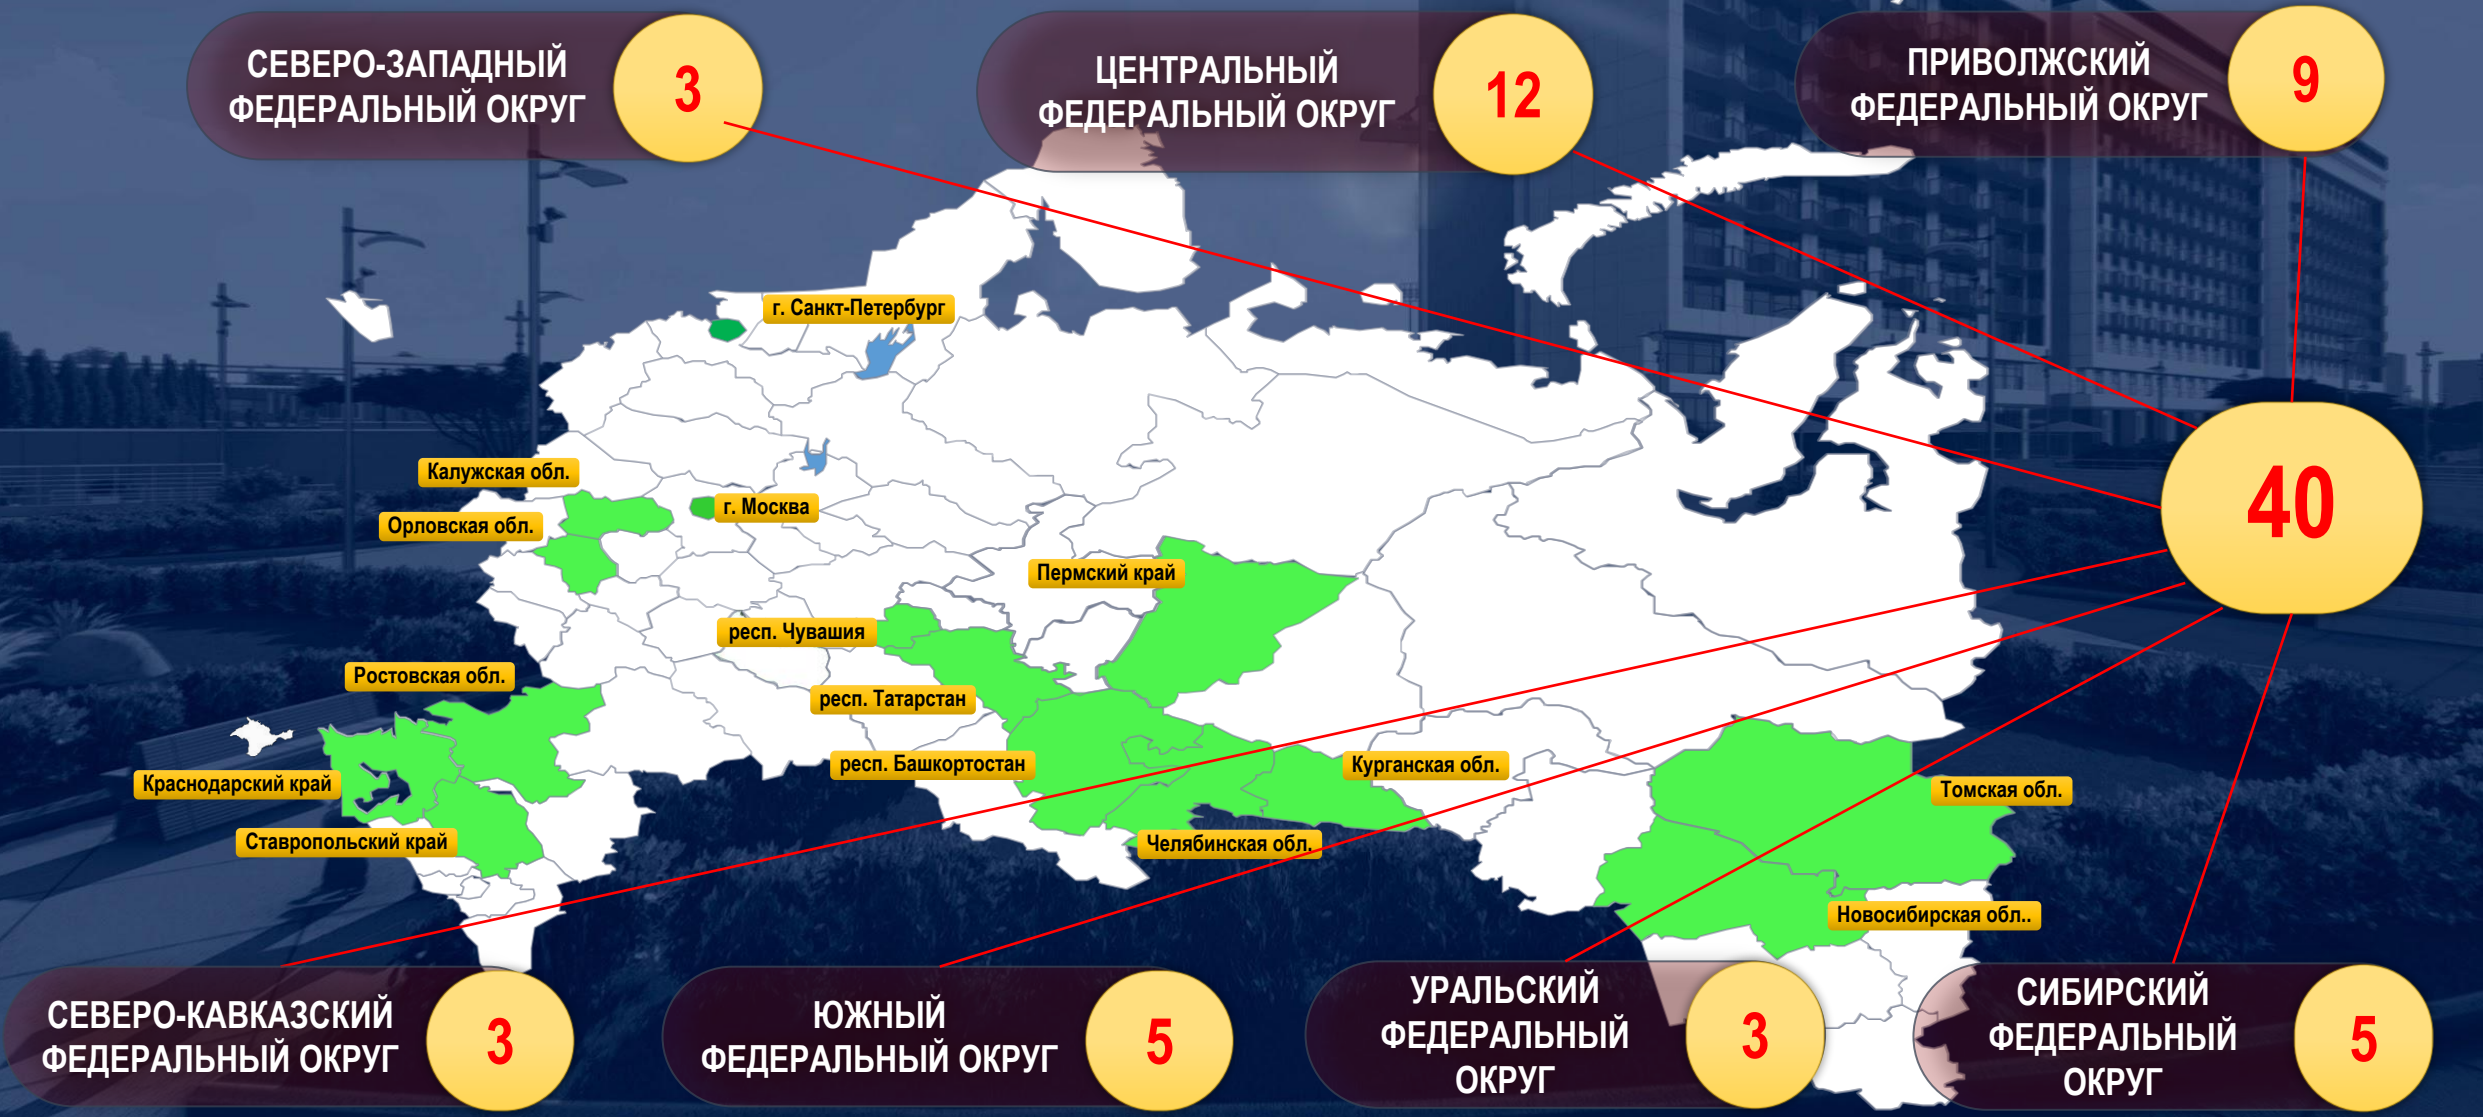 СЕВЕРО-ЗАПАДНЫЙ
ФЕДЕРАЛЬНЫЙ ОКРУГ
3
ЦЕНТРАЛЬНЫЙ
ФЕДЕРАЛЬНЫЙ ОКРУГ
12
ПРИВОЛЖСКИЙ
ФЕДЕРАЛЬНЫЙ ОКРУГ
9
г. Санкт-Петербург
Калужская обл.
г. Москва
Орловская обл.
40
Пермский край
респ. Чувашия
Ростовская обл.
респ. Татарстан
респ. Башкортостан
Курганская обл.
Краснодарский край
Томская обл.
Ставропольский край
Челябинская обл.
Новосибирская обл..
СЕВЕРО-КАВКАЗСКИЙ
ФЕДЕРАЛЬНЫЙ ОКРУГ
3
ЮЖНЫЙ
ФЕДЕРАЛЬНЫЙ ОКРУГ
5
УРАЛЬСКИЙ
ФЕДЕРАЛЬНЫЙ
ОКРУГ
3
СИБИРСКИЙ
ФЕДЕРАЛЬНЫЙ
ОКРУГ
5